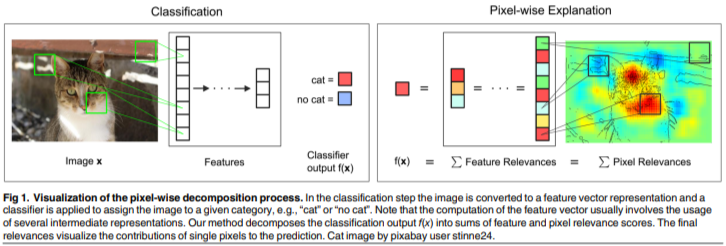 Classification
Pixel-wise Explanation
cat =
no cat =
Image x
Features
Classifier
output f(x)
f(x) = ∑ Feature Relevances = ∑ Pixel Relevances
Fig 1. Visualization of the pixel-wise decomposition process. In the classification step the image is converted to a feature vector representation and a
classifier is applied to assign the image to a given category, e.g., “cat” or “no cat”. Note that the computation of the feature vector usually involves the usage
of several intermediate representations. Our method decomposes the classification output f(x) into sums of feature and pixel relevance scores. The final
relevances visualize the contributions of single pixels to the prediction. Cat image by pixabay user stinne24.